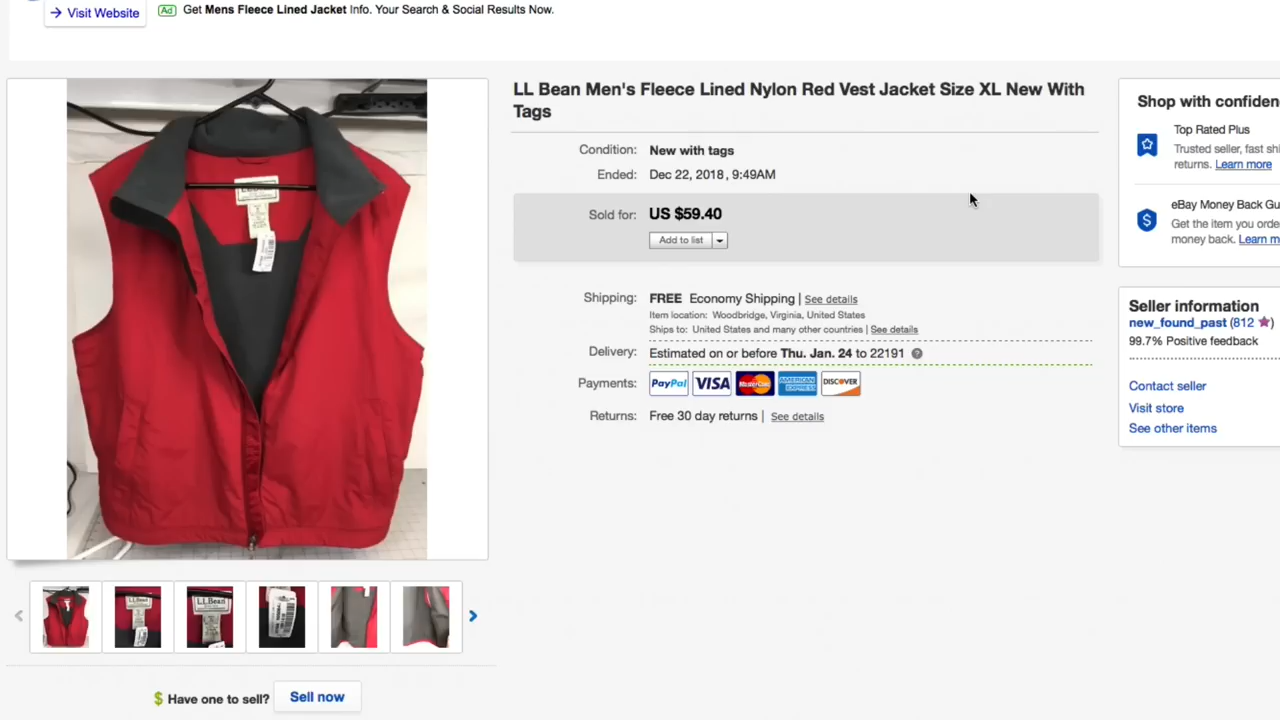 Visit Website
Ad Get Mens Fleece Lined Jacket Info. Your Search & Social Results Now.
LL Bean Men's Fleece Lined Nylon Red Vest Jacket Size XL New With
Tags
Condition: New with tags
Ended: Dec 22, 2018 , 9:49AM
Sold for: US $59.40
Add to list
Shipping: FREE Economy Shipping | See details
Item location: Woodbridge, Virginia, United States
Ships to: United States and many other countries | See details
Delivery: Estimated on or before Thu. Jan. 24 to 22191
Payments: PayPal VISA MasterCard AMERICAN EXPRESS DISCOVER
Returns: Free 30 day returns | See details
Shop with confiden
Top Rated Plus
Trusted seller, fast shi
returns. Learn more
eBay Money Back Gu
Get the item you orde
money back. Learn m
Seller information
new_found_past (812 )
99.7% Positive feedback
Contact seller
Visit store
See other items
L.L.Bean
L.L.Bean
L.L.Bean
$ Have one to sell? Sell now